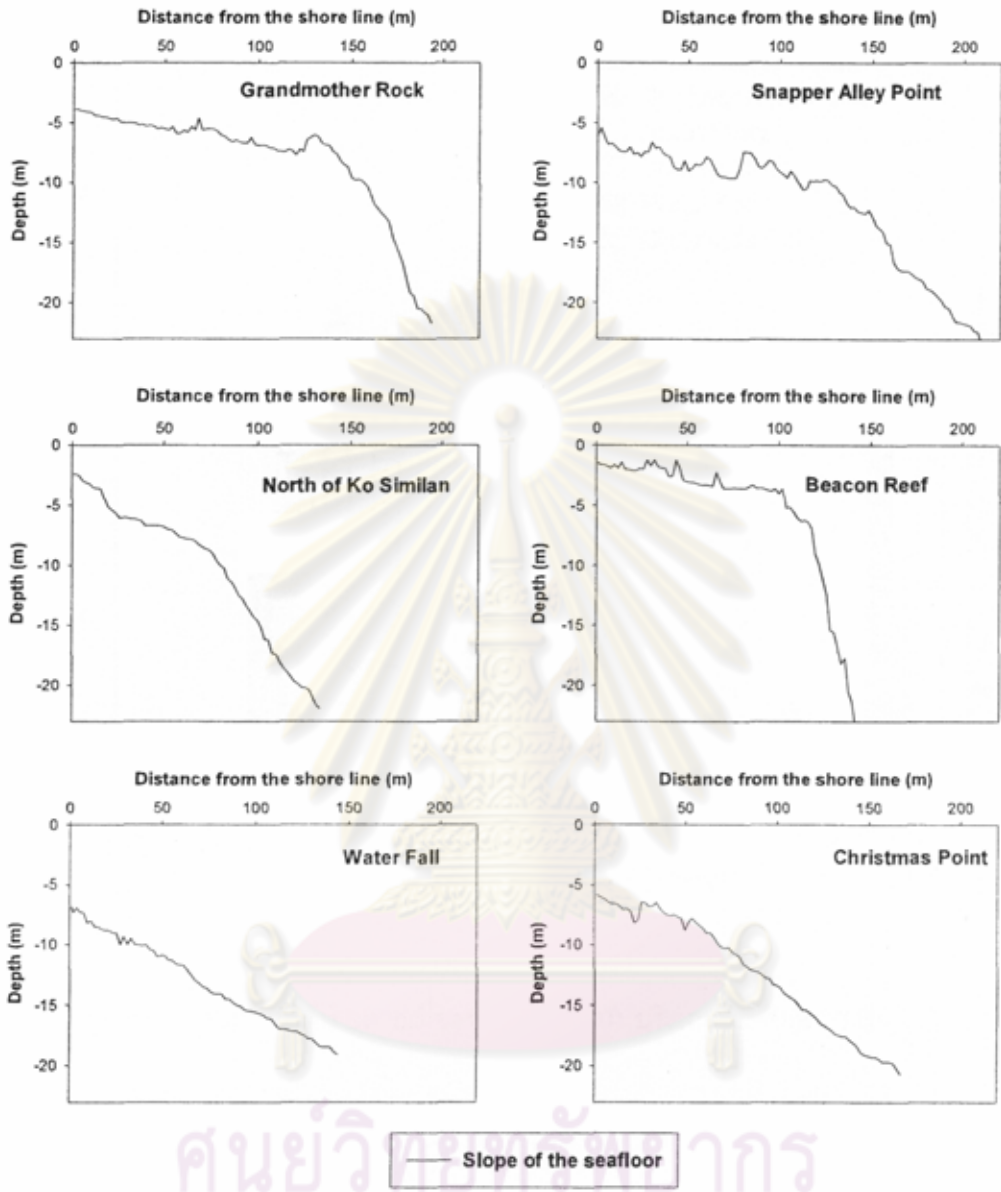 Distance from the shore line (m)
0 50 100 150 200
0
-5
-10
-15
-20
Depth (m)
Grandmother Rock
Distance from the shore line (m)
0 50 100 150 200
0
-5
-10
-15
-20
Depth (m)
Snapper Alley Point
Distance from the shore line (m)
0 50 100 150 200
0
-5
-10
-15
-20
Depth (m)
North of Ko Similan
Distance from the shore line (m)
0 50 100 150 200
0
-5
-10
-15
-20
Depth (m)
Beacon Reef
Distance from the shore line (m)
0 50 100 150 200
0
-5
-10
-15
-20
Depth (m)
Water Fall
Distance from the shore line (m)
0 50 100 150 200
0
-5
-10
-15
-20
Depth (m)
Christmas Point
ศูนย์วิทยทรัพยากร
Slope of the seafloor